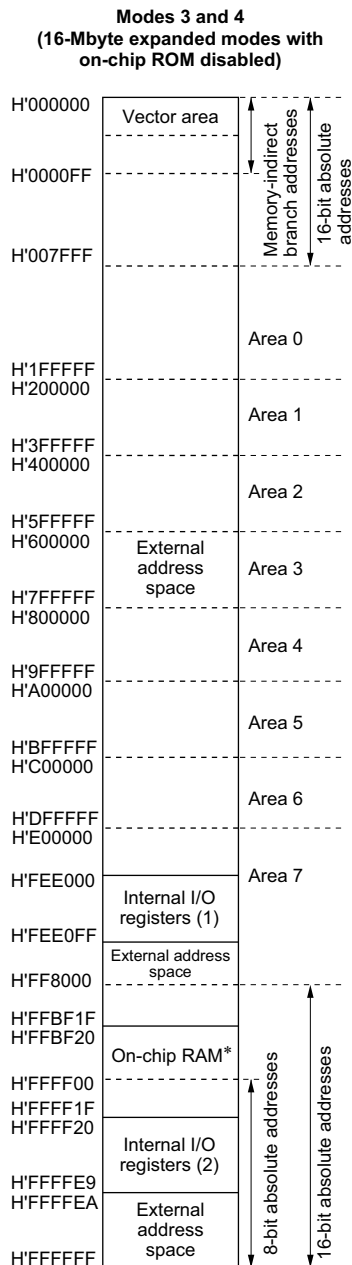 Modes 3 and 4
(16-Mbyte expanded modes with
on-chip ROM disabled)
H'000000
Vector area
H'0000FF
Memory-indirect
branch addresses
16-bit absolute
addresses
H'007FFF
Area 0
H'1FFFFF
H'200000
Area 1
H'3FFFFF
H'400000
Area 2
H'5FFFFF
H'600000
External
address
space
Area 3
H'7FFFFF
H'800000
Area 4
H'9FFFFF
H'A00000
Area 5
H'BFFFFF
H'C00000
Area 6
H'DFFFFF
H'E00000
Area 7
H'FEE000
Internal I/O
registers (1)
H'FEE0FF
External address
space
H'FF8000
H'FFBF1F
H'FFBF20
On-chip RAM*
H'FFFF00
H'FFFF1F
H'FFFF20
Internal I/O
registers (2)
H'FFFFE9
H'FFFFEA
External
address
space
H'FFFFFF
8-bit absolute addresses
16-bit absolute addresses